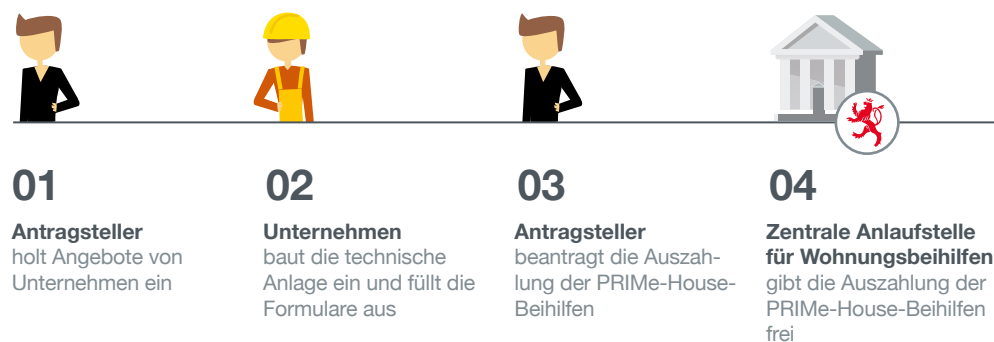 01
Antragsteller
holt Angebote von
Unternehmen ein
02
Unternehmen
baut die technische
Anlage ein und füllt die
Formulare aus
03
Antragsteller
beantragt die Auszah-
lung der PRIMe-House-
Beihilfen
04
Zentrale Anlaufstelle
für Wohnungsbeihilfen
gibt die Auszahlung der
PRIMe-House-Beihilfen
frei